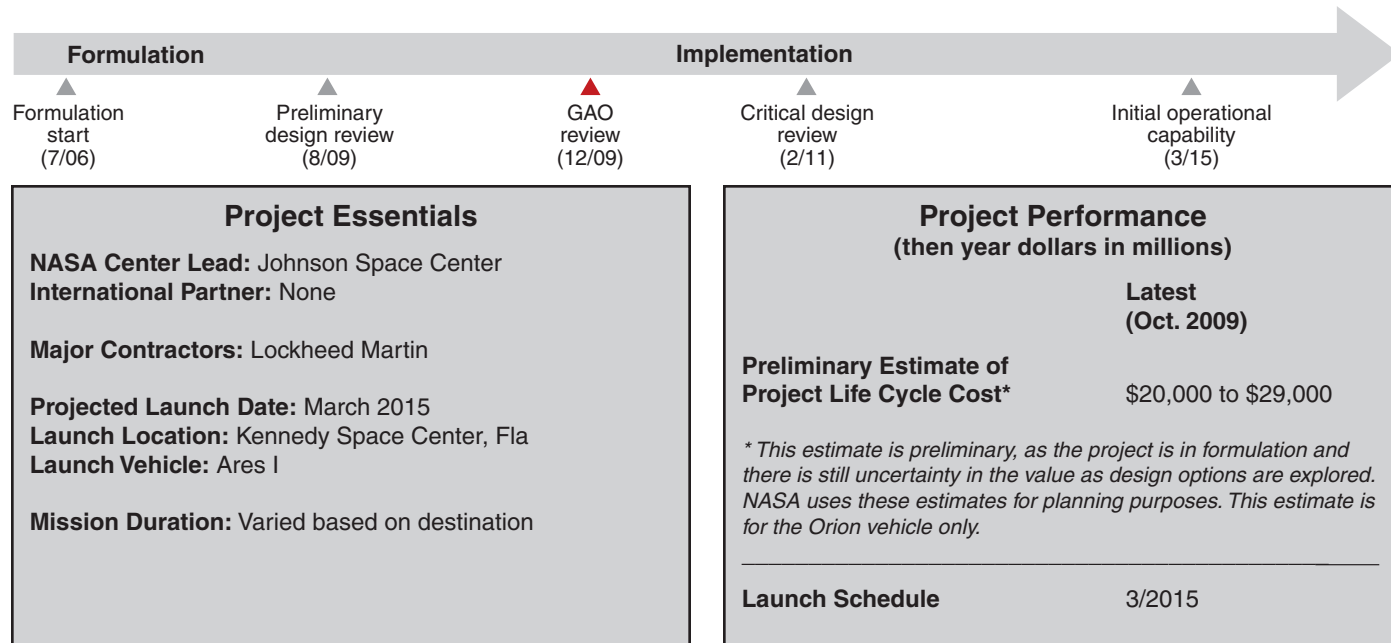 Formulation
Implementation
Formulation
start
(7/06)
Preliminary
design review
(8/09)
GAO
review
(12/09)
Critical design
review
(2/11)
Initial operational
capability
(3/15)
Project Essentials
NASA Center Lead: Johnson Space Center
International Partner: None
Major Contractors: Lockheed Martin
Projected Launch Date: March 2015
Launch Location: Kennedy Space Center, Fla
Launch Vehicle: Ares I
Mission Duration: Varied based on destination
Project Performance
(then year dollars in millions)
Latest
(Oct. 2009)
Preliminary Estimate of
Project Life Cycle Cost* $20,000 to $29,000
* This estimate is preliminary, as the project is in formulation and
there is still uncertainty in the value as design options are explored.
NASA uses these estimates for planning purposes. This estimate is
for the Orion vehicle only.
Launch Schedule 3/2015